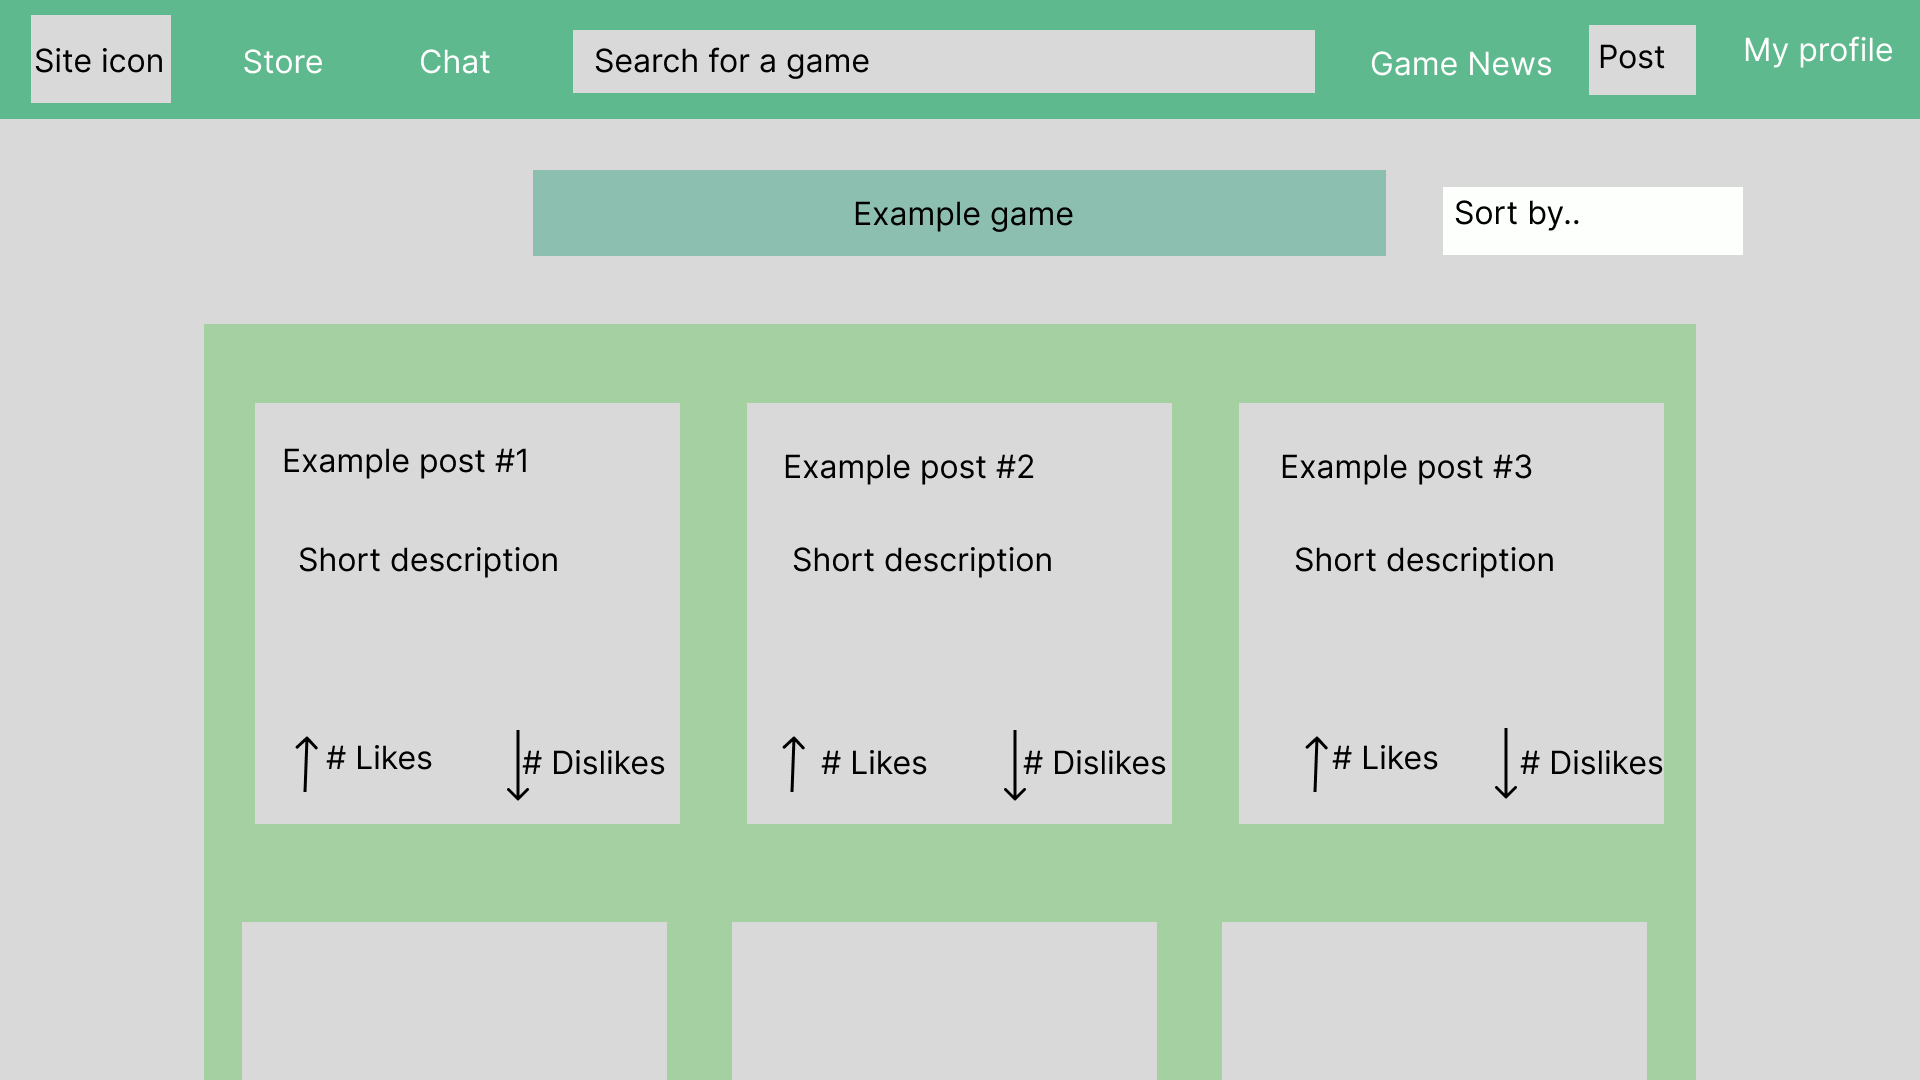 Site icon
Store
Chat
Search for a game
Game News
Post
My profile
Example game
Sort by..
Example post #1
Short description
# Likes
# Dislikes
Example post #2
Short description
# Likes
# Dislikes
Example post #3
Short description
# Likes
# Dislikes